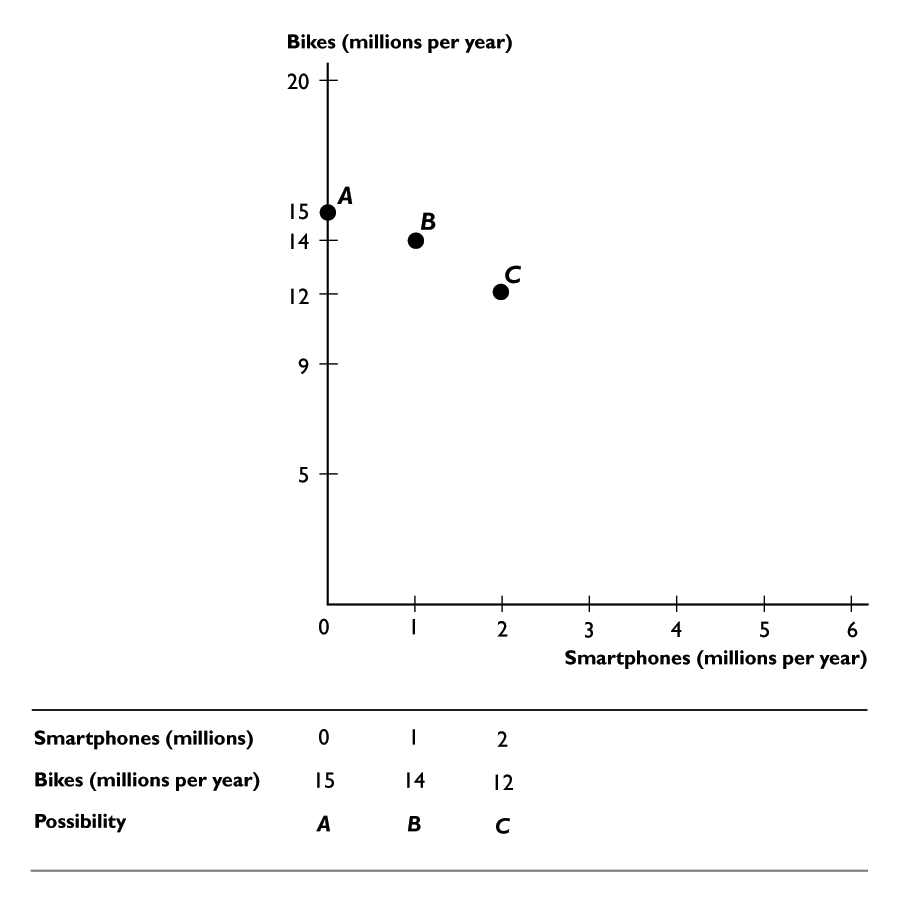 Bikes (millions per year)
20
A
15
B
14
C
12
9
5
0 1 2 3 4 5 6
Smartphones (millions per year)
Smartphones (millions) 0 1 2
Bikes (millions per year) 15 14 12
Possibility A B C